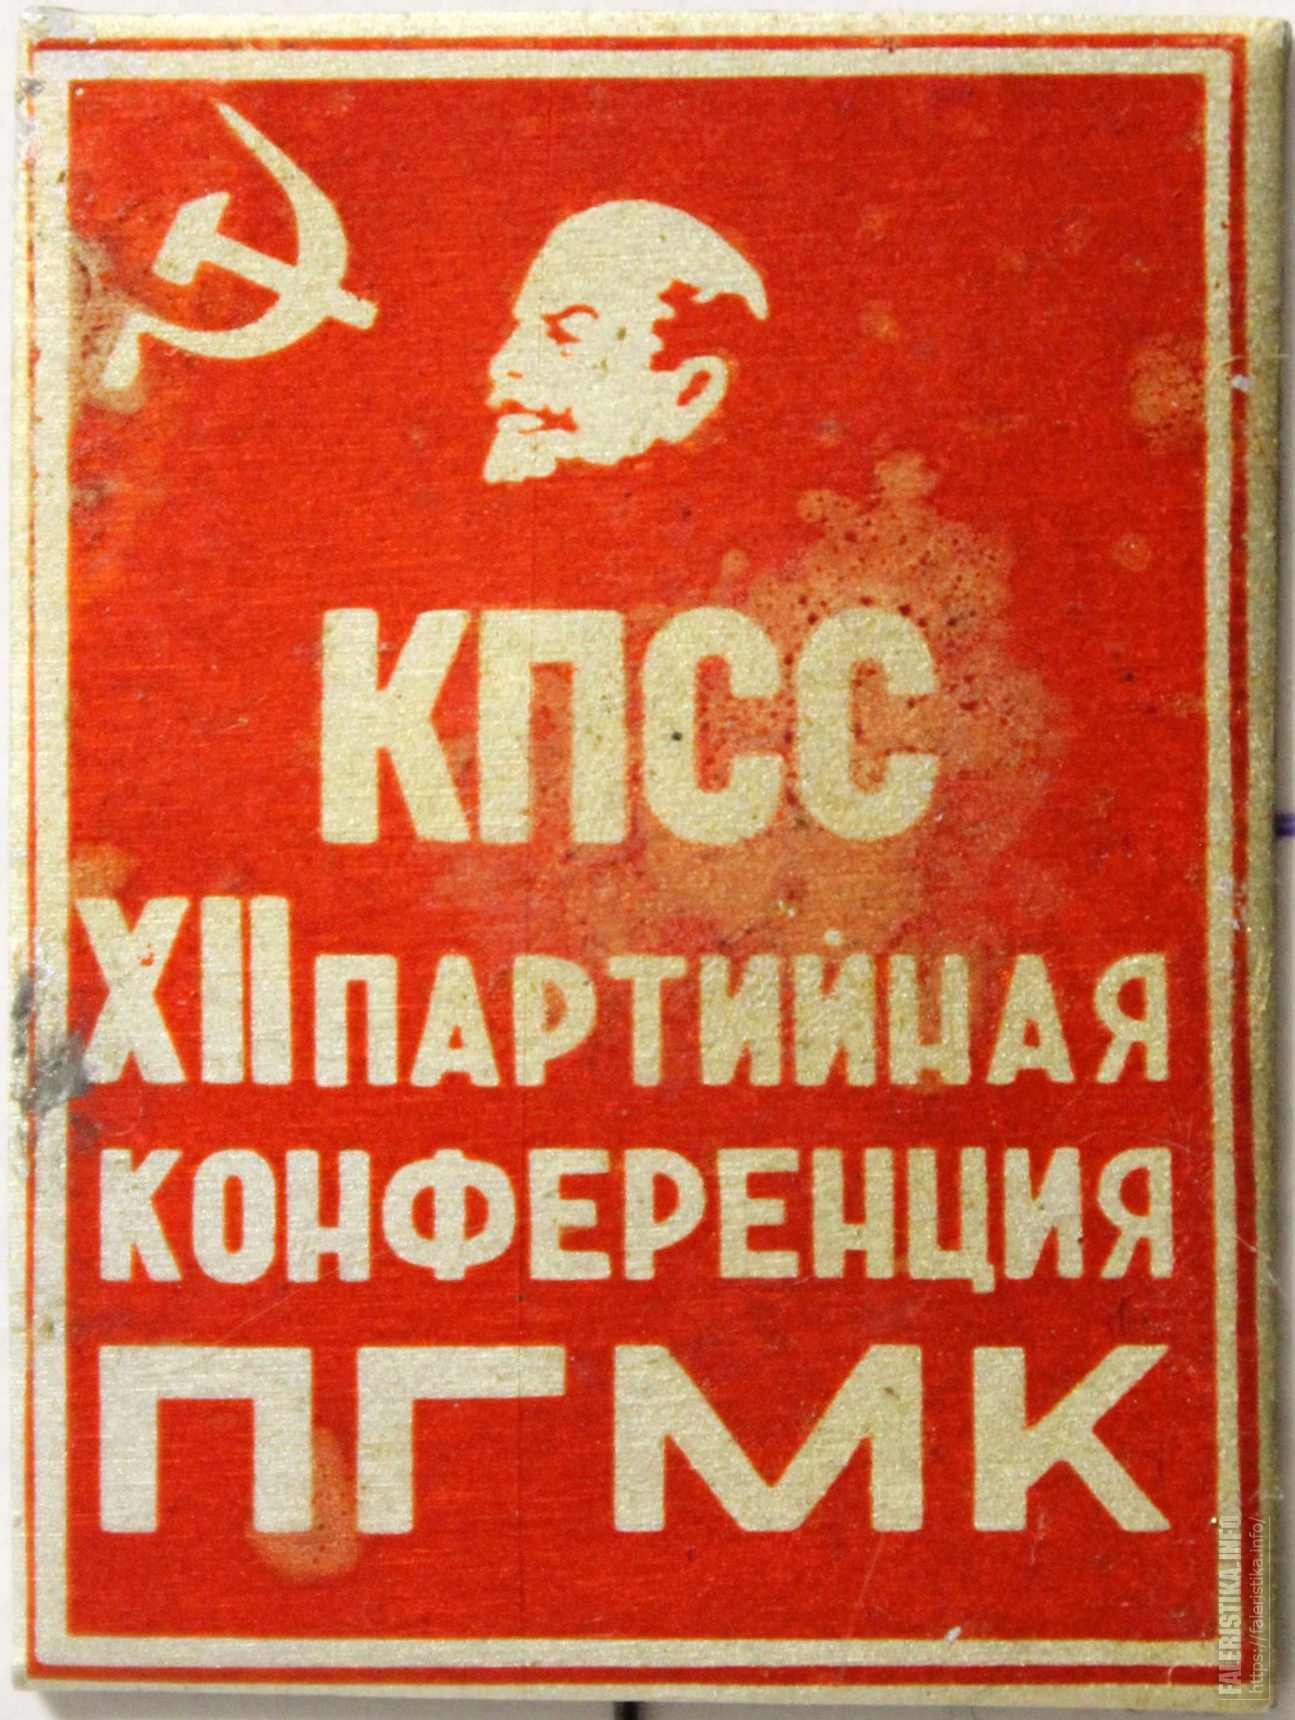 КПСС
XII ПАРТИЙНАЯ
КОНФЕРЕНЦИЯ
ПГМК
FALERISTIKA.INFO
https://faleristika.info/